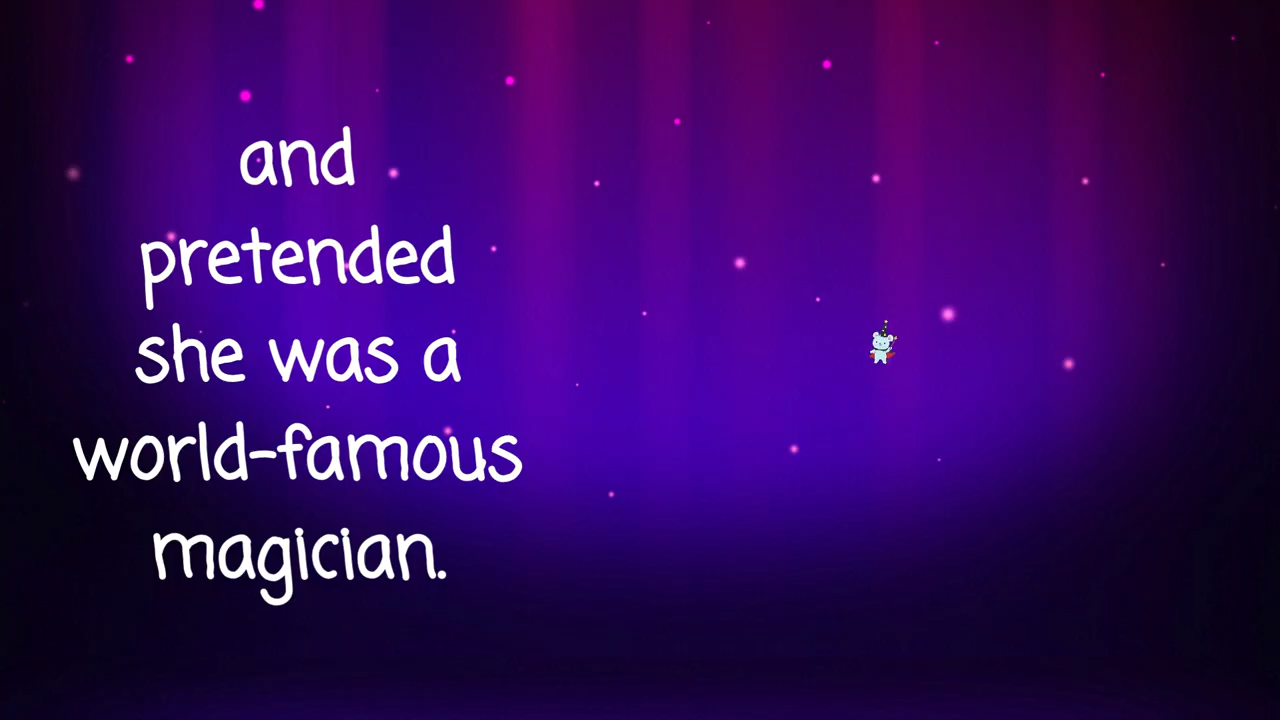 and
pretended
she was a
world-famous
magician.